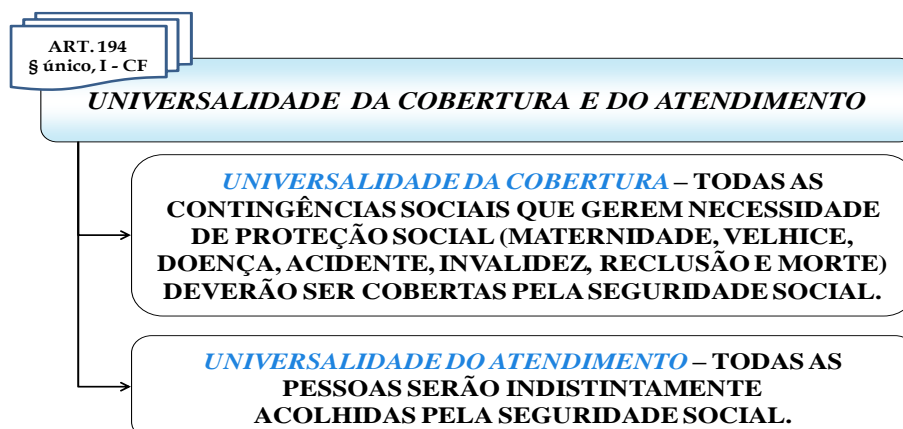 ART. 194
§ único, I - CF
UNIVERSALIDADE DA COBERTURA E DO ATENDIMENTO
UNIVERSALIDADE DA COBERTURA – TODAS AS
CONTINGÊNCIAS SOCIAIS QUE GEREM NECESSIDADE
DE PROTEÇÃO SOCIAL (MATERNIDADE, VELHICE,
DOENÇA, ACIDENTE, INVALIDEZ, RECLUSÃO E MORTE)
DEVERÃO SER COBERTAS PELA SEGURIDADE SOCIAL.
UNIVERSALIDADE DO ATENDIMENTO – TODAS AS
PESSOAS SERÃO INDISTINTAMENTE
ACOLHIDAS PELA SEGURIDADE SOCIAL.